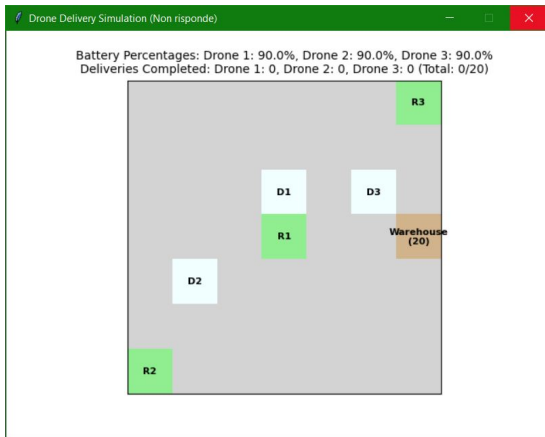 Drone Delivery Simulation (Non risponde)
Battery Percentages: Drone 1: 90.0%, Drone 2: 90.0%, Drone 3: 90.0%
Deliveries Completed: Drone 1: 0, Drone 2: 0, Drone 3: 0 (Total: 0/20)
R3
D1
D3
R1
Warehouse
(20)
D2
R2